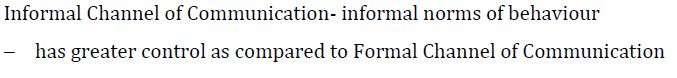 Informal Channel of Communication- informal norms of behaviour
– has greater control as compared to Formal Channel of Communication